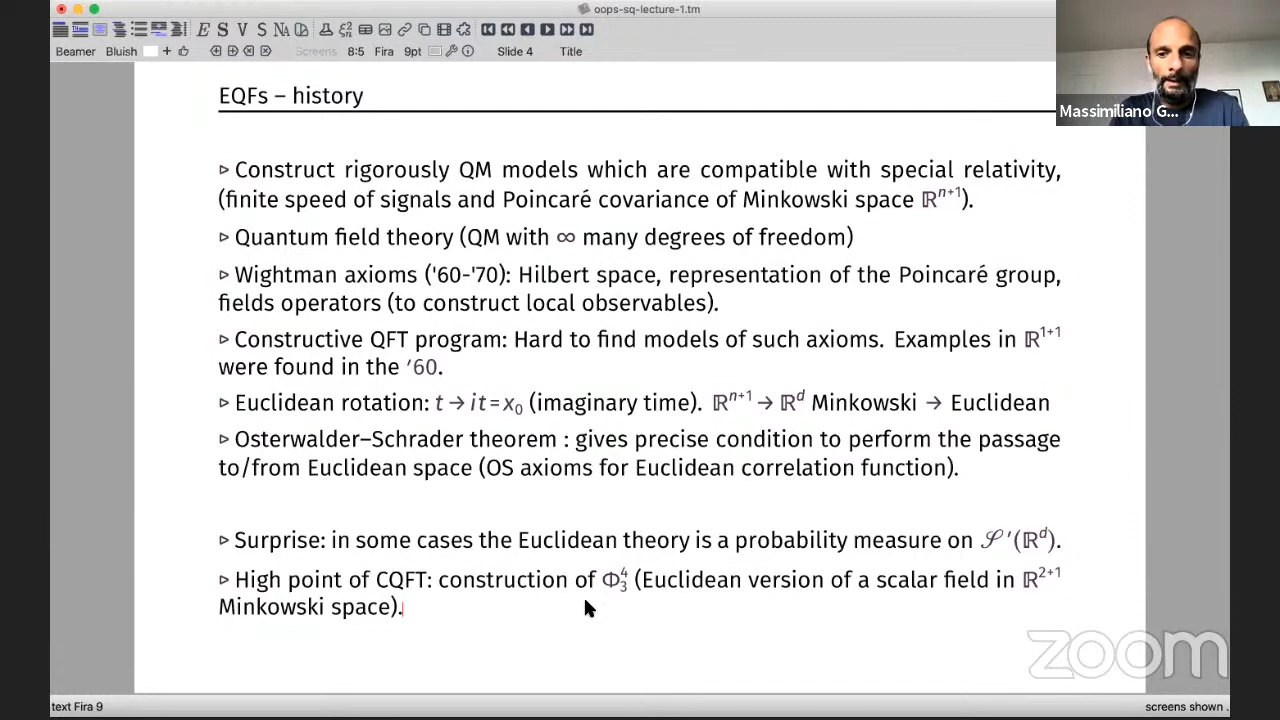 oops-sq-lecture-1.tm
Beamer Bluish Screens 8:5 Fira 9pt Slide 4 Title
Massimiliano G...
EQFs – history
▹ Construct rigorously QM models which are compatible with special relativity,
(finite speed of signals and Poincaré covariance of Minkowski space ℝⁿ⁺¹).
▹ Quantum field theory (QM with ∞ many degrees of freedom)
▹ Wightman axioms ('60-'70): Hilbert space, representation of the Poincaré group,
fields operators (to construct local observables).
▹ Constructive QFT program: Hard to find models of such axioms. Examples in ℝ¹⁺¹
were found in the ′60.
▹ Euclidean rotation: t → it = x₀ (imaginary time). ℝⁿ⁺¹ → ℝᵈ Minkowski → Euclidean
▹ Osterwalder–Schrader theorem : gives precise condition to perform the passage
to/from Euclidean space (OS axioms for Euclidean correlation function).
▹ Surprise: in some cases the Euclidean theory is a probability measure on 𝒮′(ℝᵈ).
▹ High point of CQFT: construction of Φ⁴₃ (Euclidean version of a scalar field in ℝ²⁺¹
Minkowski space).
zoom
text Fira 9 screens shown .